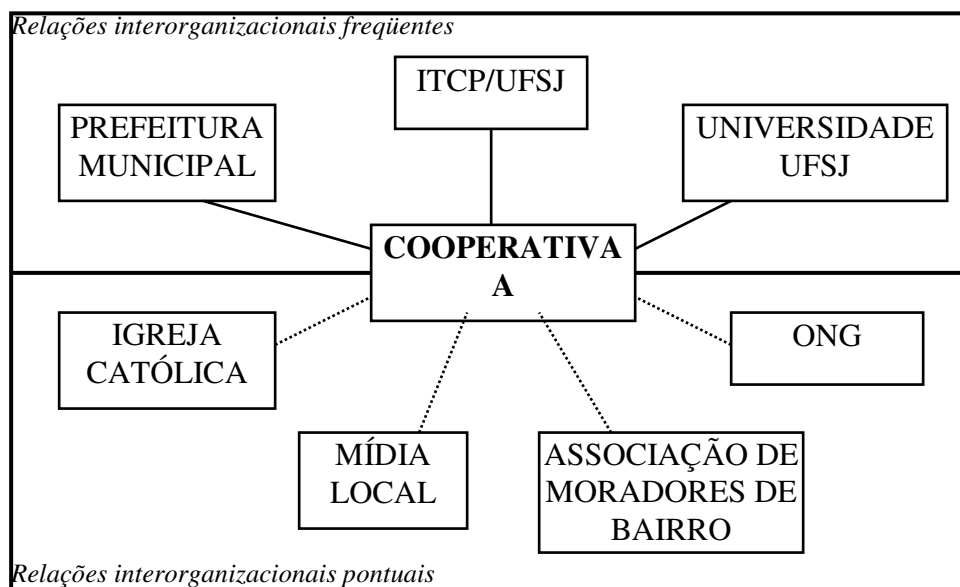 Relações interorganizacionais freqüentes
ITCP/UFSJ
PREFEITURA
MUNICIPAL
UNIVERSIDADE
UFSJ
COOPERATIVA
A
IGREJA
CATÓLICA
ONG
MÍDIA
LOCAL
ASSOCIAÇÃO DE
MORADORES DE
BAIRRO
Relações interorganizacionais pontuais